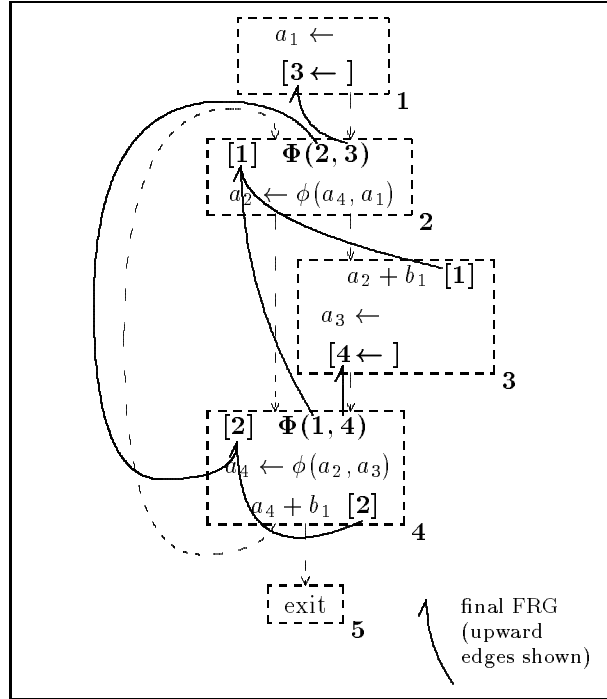 a₁ ←
[3 ← ]
1
[1] Φ(2, 3)
a₂ ← ϕ(a₄, a₁)
2
a₂ + b₁ [1]
a₃ ←
[4 ← ]
3
[2] Φ(1, 4)
a₄ ← ϕ(a₂, a₃)
a₄ + b₁ [2]
4
exit
5
final FRG
(upward
edges shown)